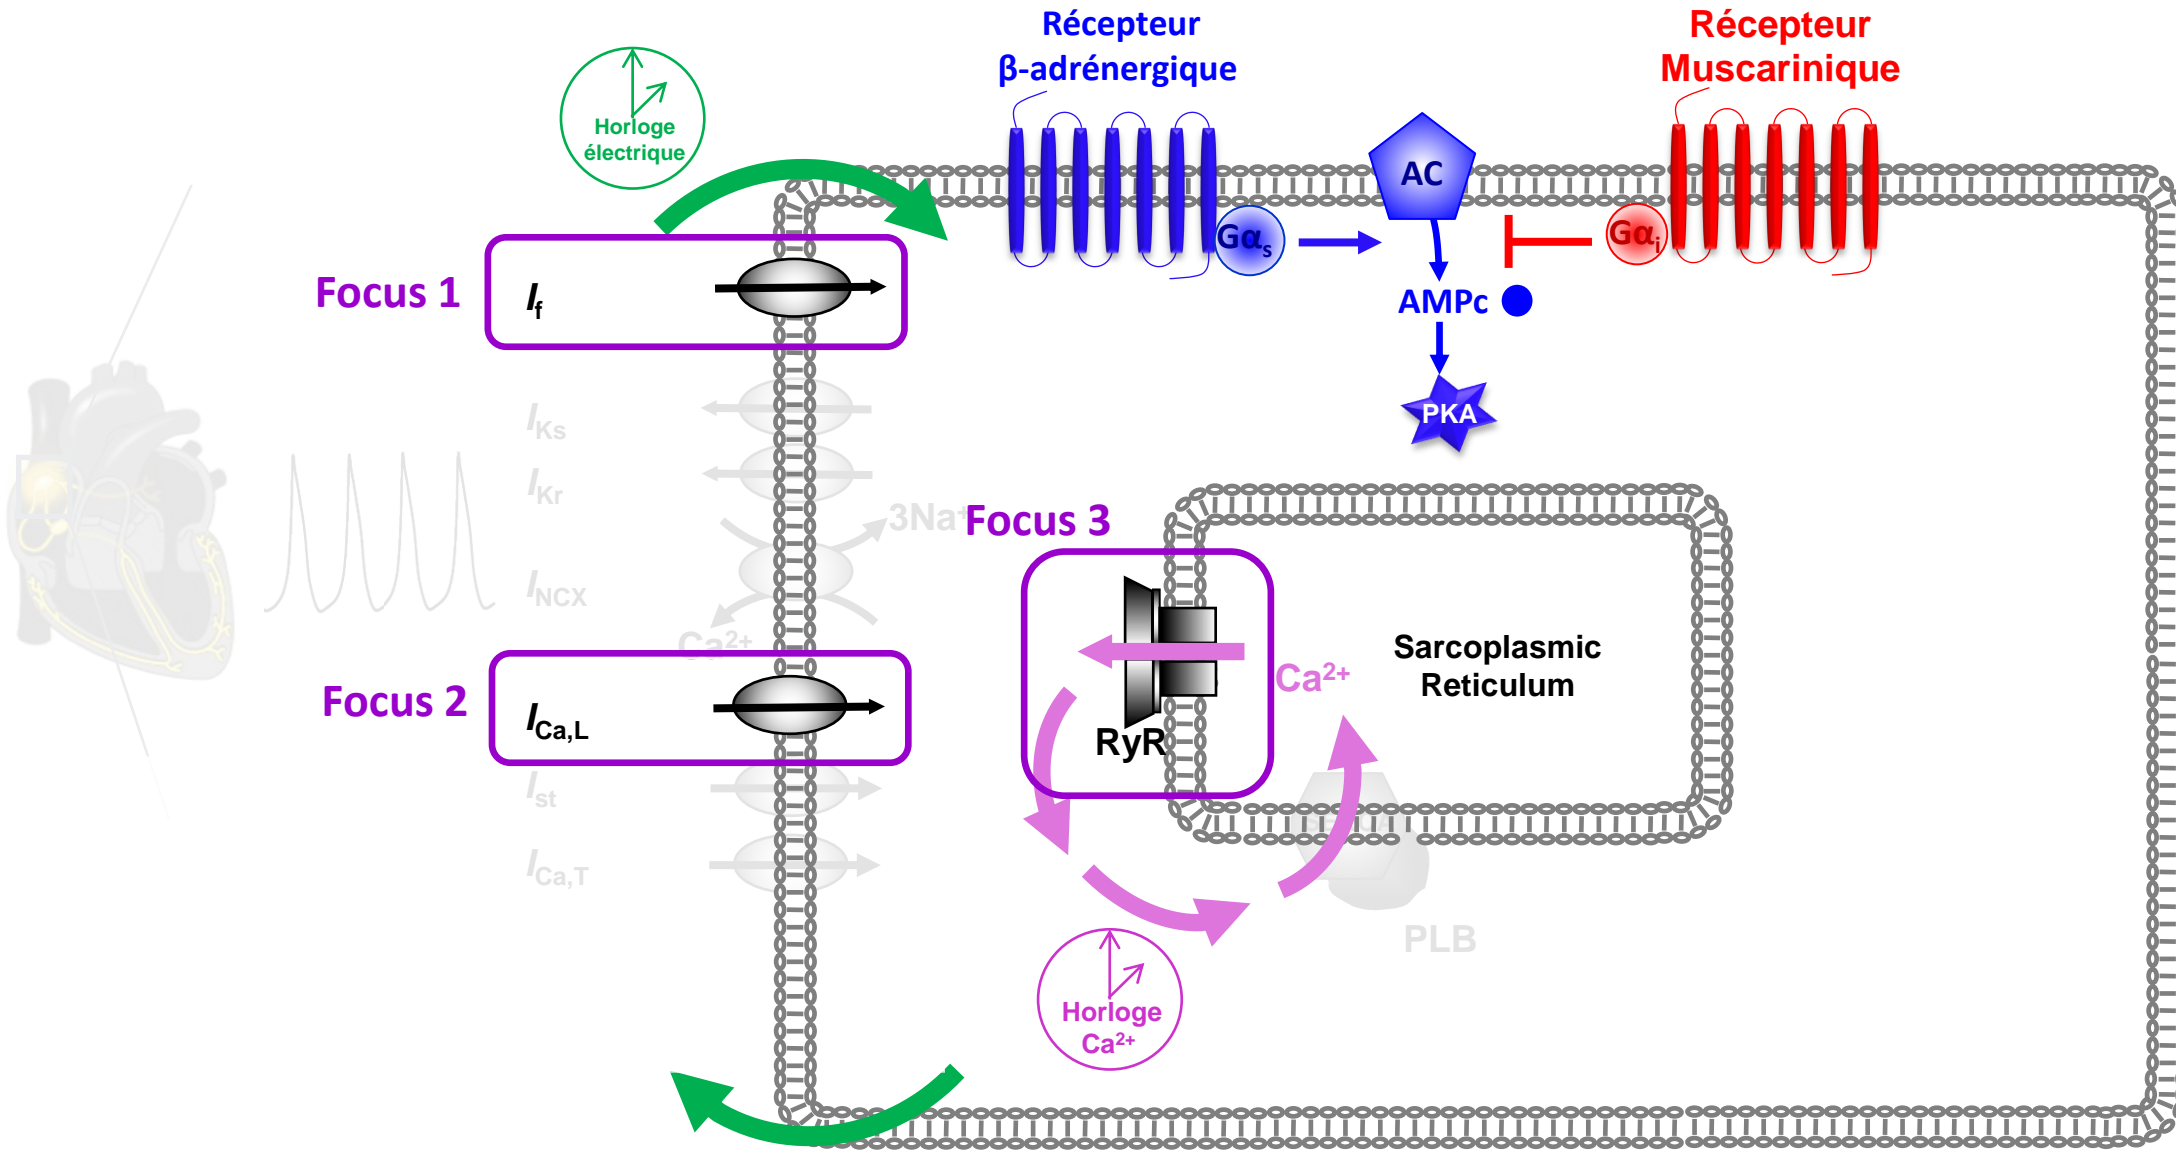 Récepteur
β-adrénergique
Récepteur
Muscarinique
Horloge
électrique
AC
Gαs
Gαi
Focus 1
If
AMPc
PKA
IKs
IKr
3Na+
Focus 3
INCX
Ca2+
Sarcoplasmic
Reticulum
Ca2+
Focus 2
ICa,L
RyR
Ist
ICa,T
PLB
Horloge
Ca2+